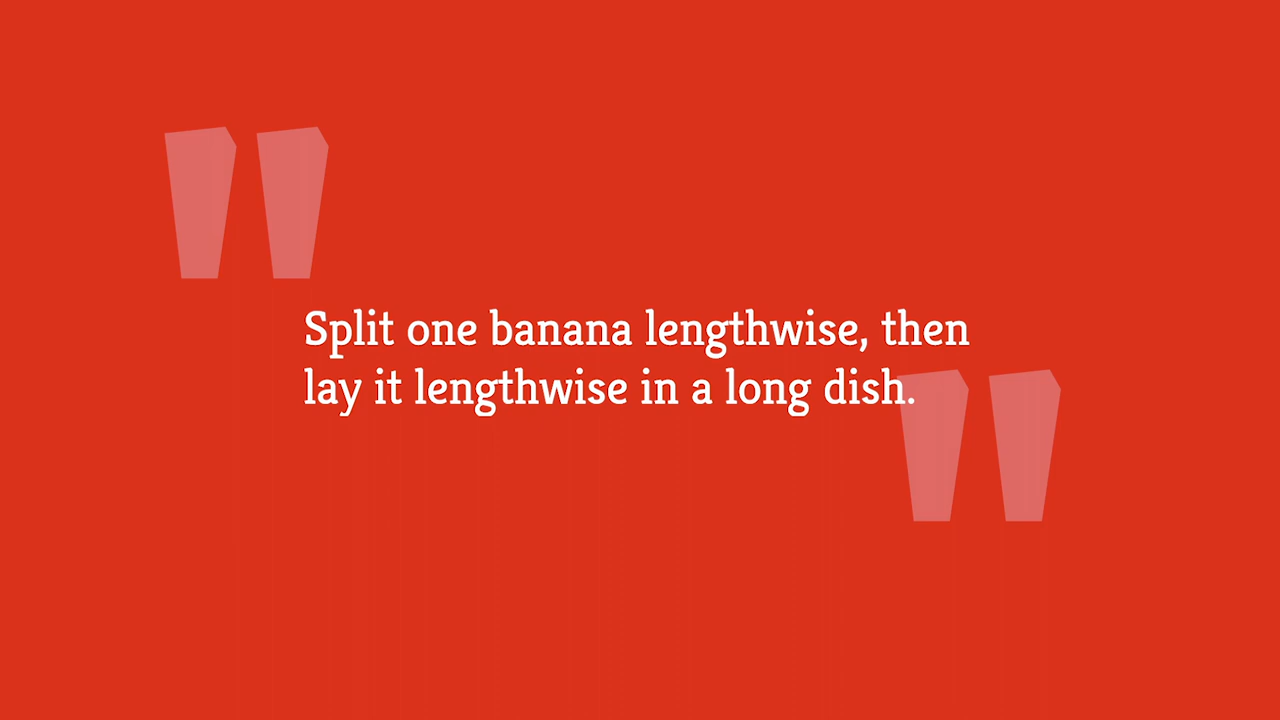 Split one banana lengthwise, then
lay it lengthwise in a long dish.